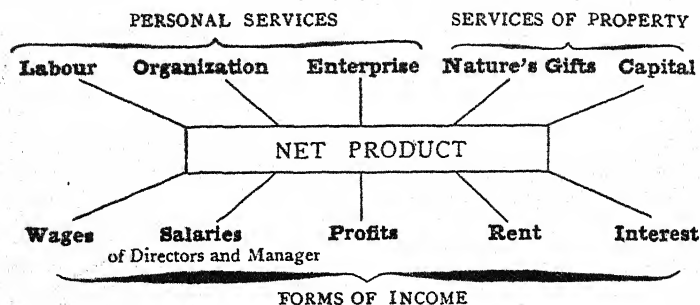 PERSONAL SERVICES SERVICES OF PROPERTY
Labour Organization Enterprise Nature's Gifts Capital
NET PRODUCT
Wages Salaries Profits Rent Interest
of Directors and Manager
FORMS OF INCOME